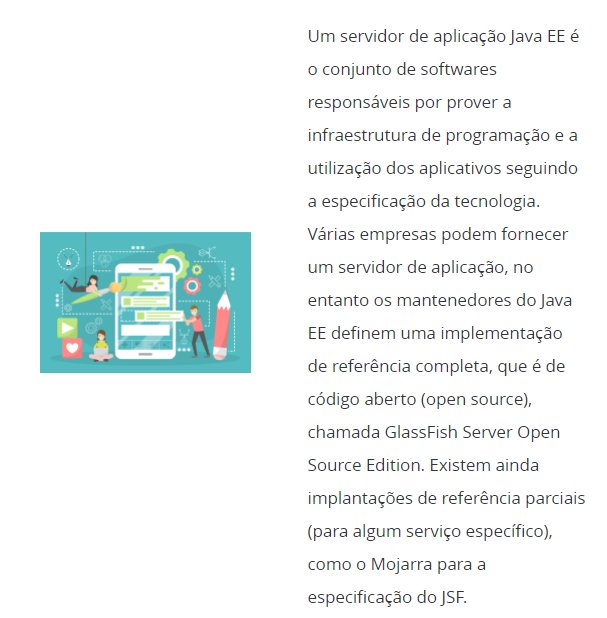 Um servidor de aplicação Java EE é
o conjunto de softwares
responsáveis por prover a
infraestrutura de programação e a
utilização dos aplicativos seguindo
a especificação da tecnologia.
Várias empresas podem fornecer
um servidor de aplicação, no
entanto os mantenedores do Java
EE definem uma implementação
de referência completa, que é de
código aberto (open source),
chamada GlassFish Server Open
Source Edition. Existem ainda
implantações de referência parciais
(para algum serviço específico),
como o Mojarra para a
especificação do JSF.